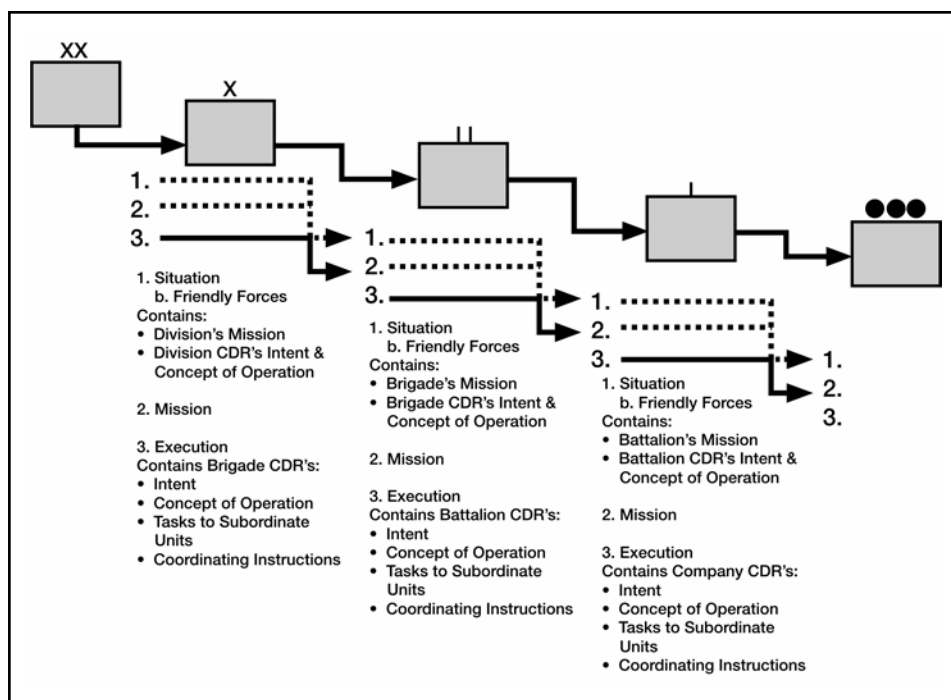 XX
X
II
I
1.
2.
3.
1. Situation
b. Friendly Forces
Contains:
• Division's Mission
• Division CDR's Intent &
Concept of Operation
2. Mission
3. Execution
Contains Brigade CDR's:
• Intent
• Concept of Operation
• Tasks to Subordinate
Units
• Coordinating Instructions
1.
2.
3.
1. Situation
b. Friendly Forces
Contains:
• Brigade's Mission
• Brigade CDR's Intent &
Concept of Operation
2. Mission
3. Execution
Contains Battalion CDR's:
• Intent
• Concept of Operation
• Tasks to Subordinate
Units
• Coordinating Instructions
1.
2.
3.
1. Situation
b. Friendly Forces
Contains:
• Battalion's Mission
• Battalion CDR's Intent &
Concept of Operation
2. Mission
3. Execution
Contains Company CDR's:
• Intent
• Concept of Operation
• Tasks to Subordinate
Units
• Coordinating Instructions
1.
2.
3.